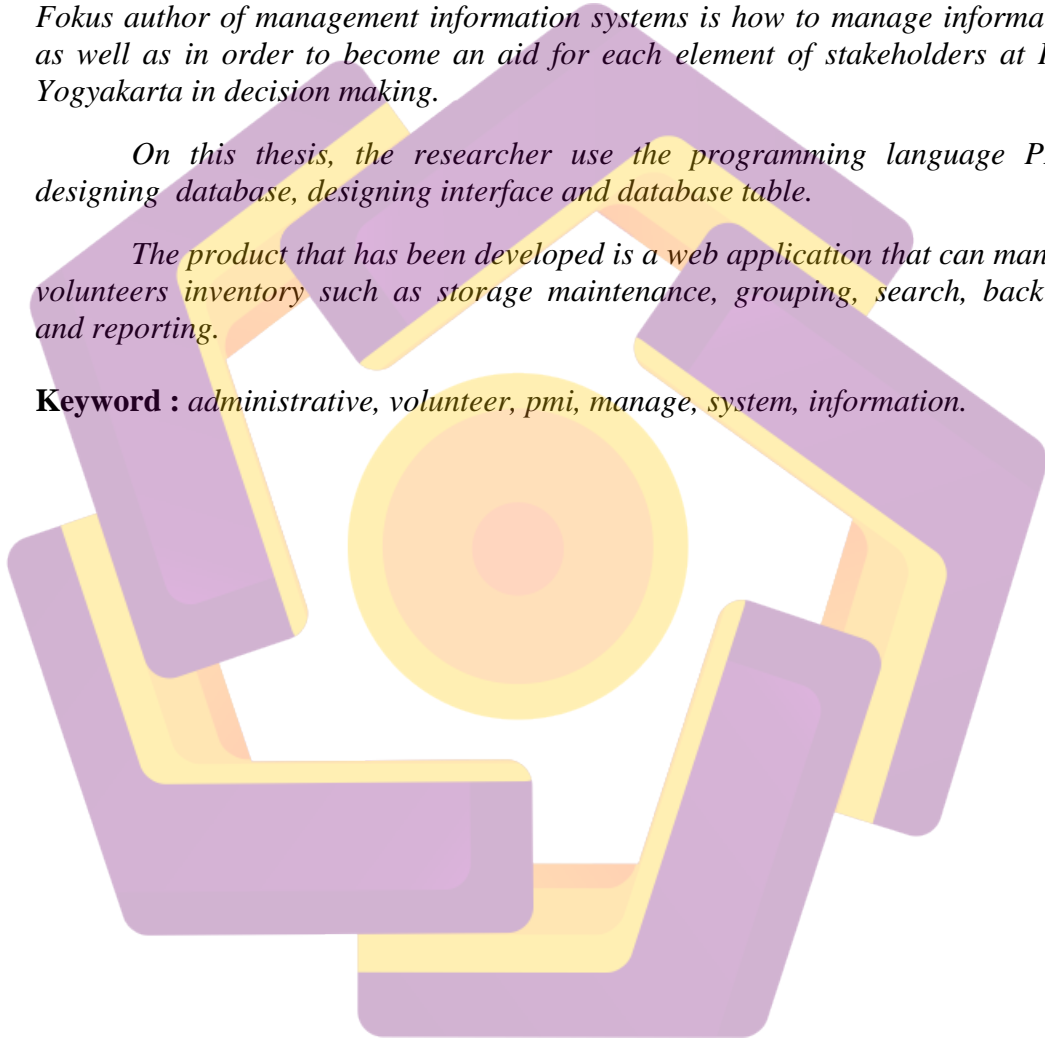 Fokus author of management information systems is how to manage informa
as well as in order to become an aid for each element of stakeholders at
Yogyakarta in decision making.
On this thesis, the researcher use the programming language
designing database, designing interface and database table.
The product that has been developed is a web application that can man
volunteers inventory such as storage maintenance, grouping, search, back
and reporting.
Keyword : administrative, volunteer, pmi, manage, system, information.